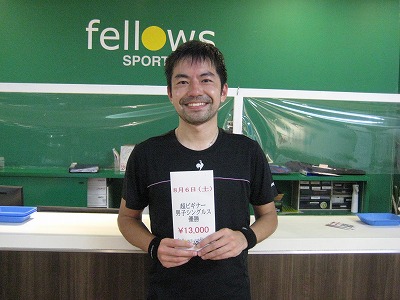 fellows
SPORT
8月6日(土)
超ビギナー
男子シングルス
優勝
¥13,000